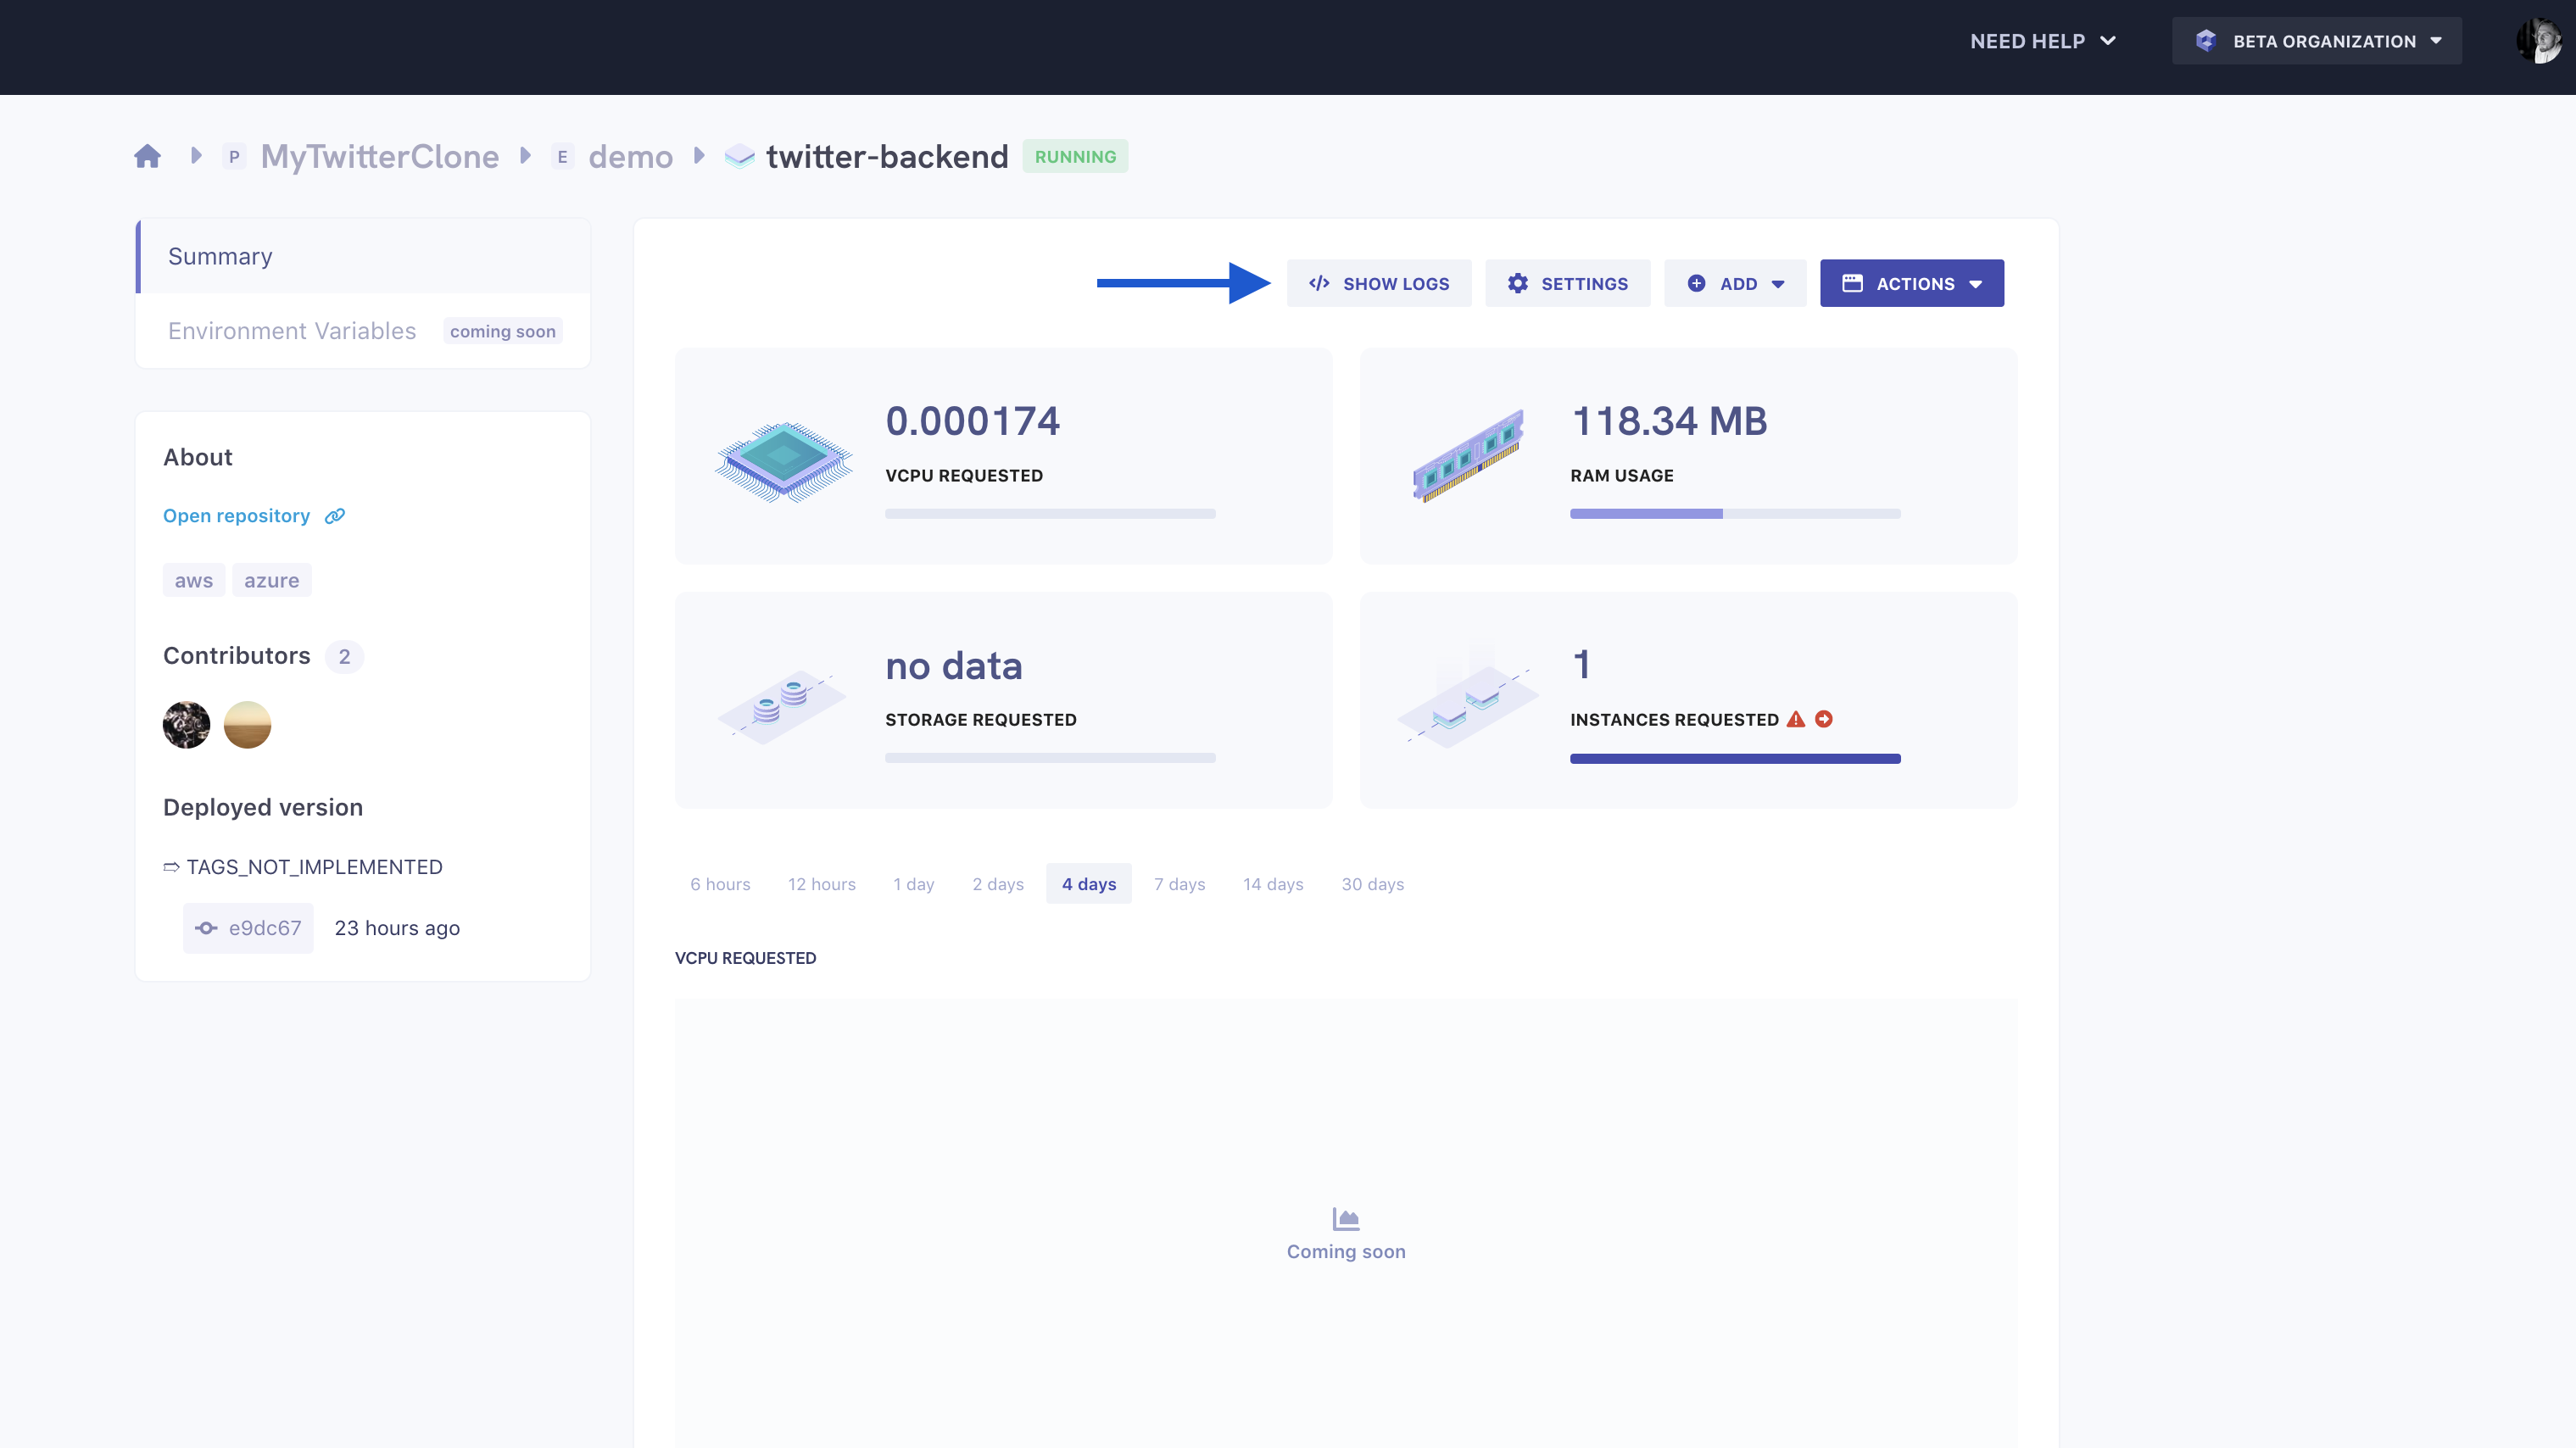 NEED HELP
BETA ORGANIZATION
P MyTwitterClone E demo twitter-backend RUNNING
Summary
Environment Variables coming soon
About
Open repository
aws azure
Contributors 2
Deployed version
⇨ TAGS_NOT_IMPLEMENTED
e9dc67 23 hours ago
</> SHOW LOGS SETTINGS ADD ACTIONS
0.000174
VCPU REQUESTED
118.34 MB
RAM USAGE
no data
STORAGE REQUESTED
1
INSTANCES REQUESTED
6 hours 12 hours 1 day 2 days 4 days 7 days 14 days 30 days
VCPU REQUESTED
Coming soon